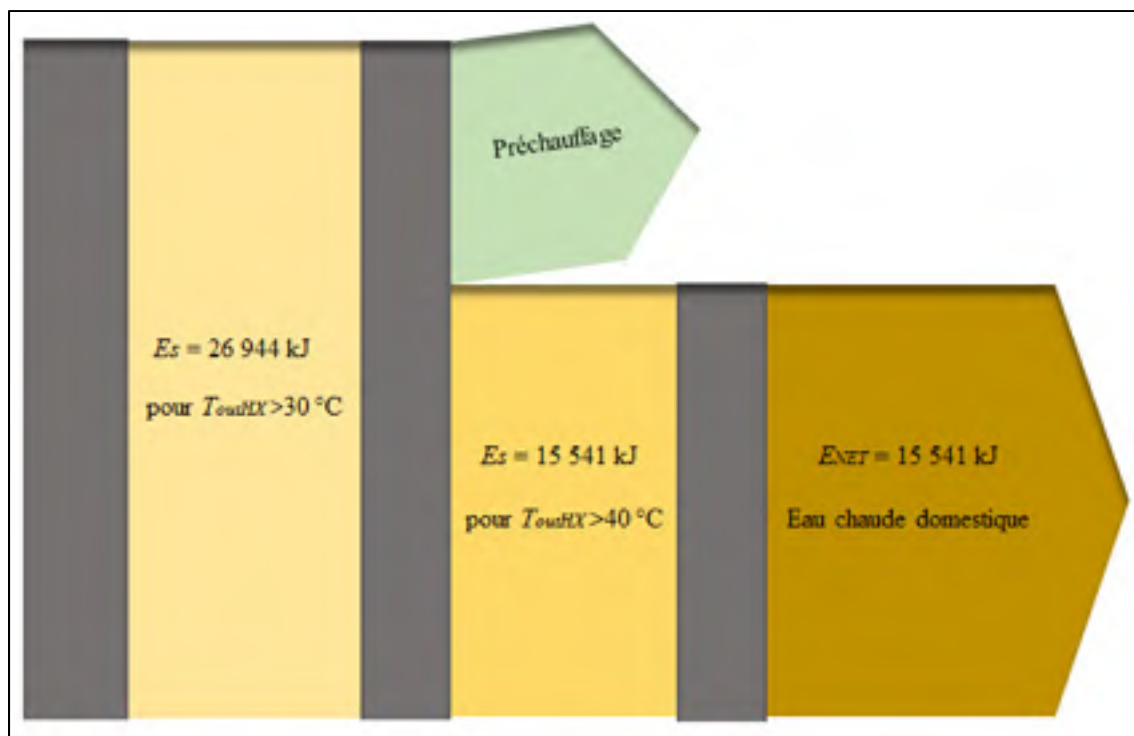 Préchauffage
Es = 26 944 kJ
pour ToutHX >30 °C
Es = 15 541 kJ
pour ToutHX >40 °C
ENET = 15 541 kJ
Eau chaude domestique